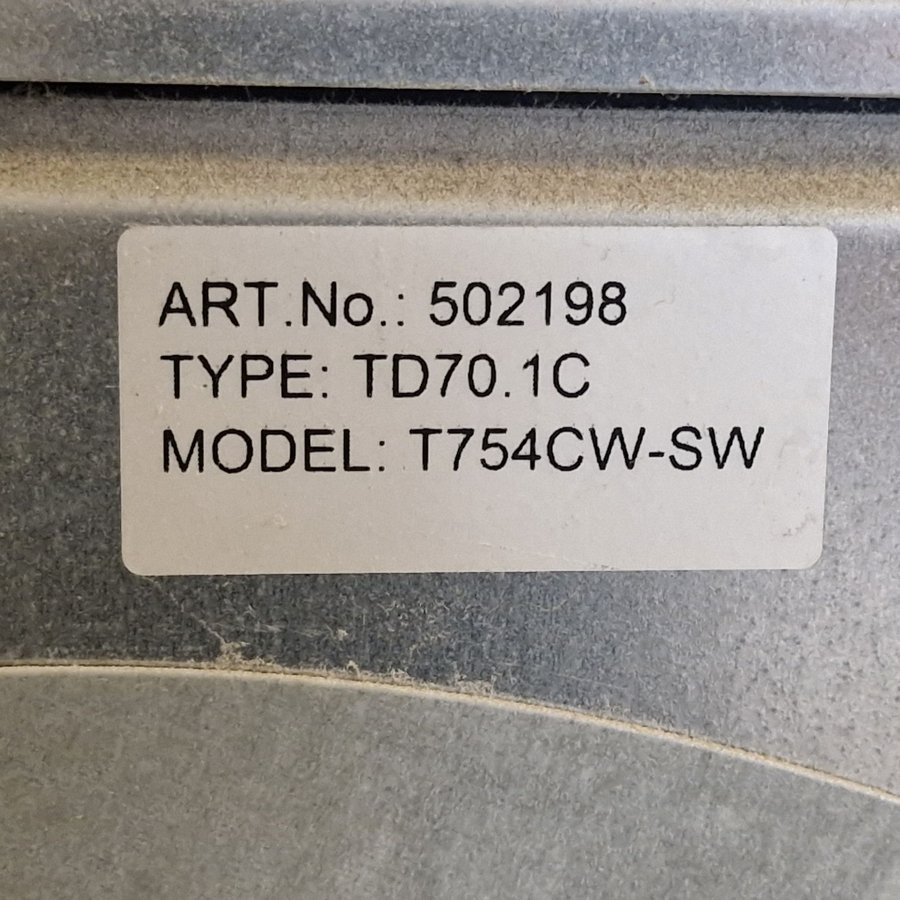 ART.No.: 502198
TYPE: TD70.1C
MODEL: T754CW-SW